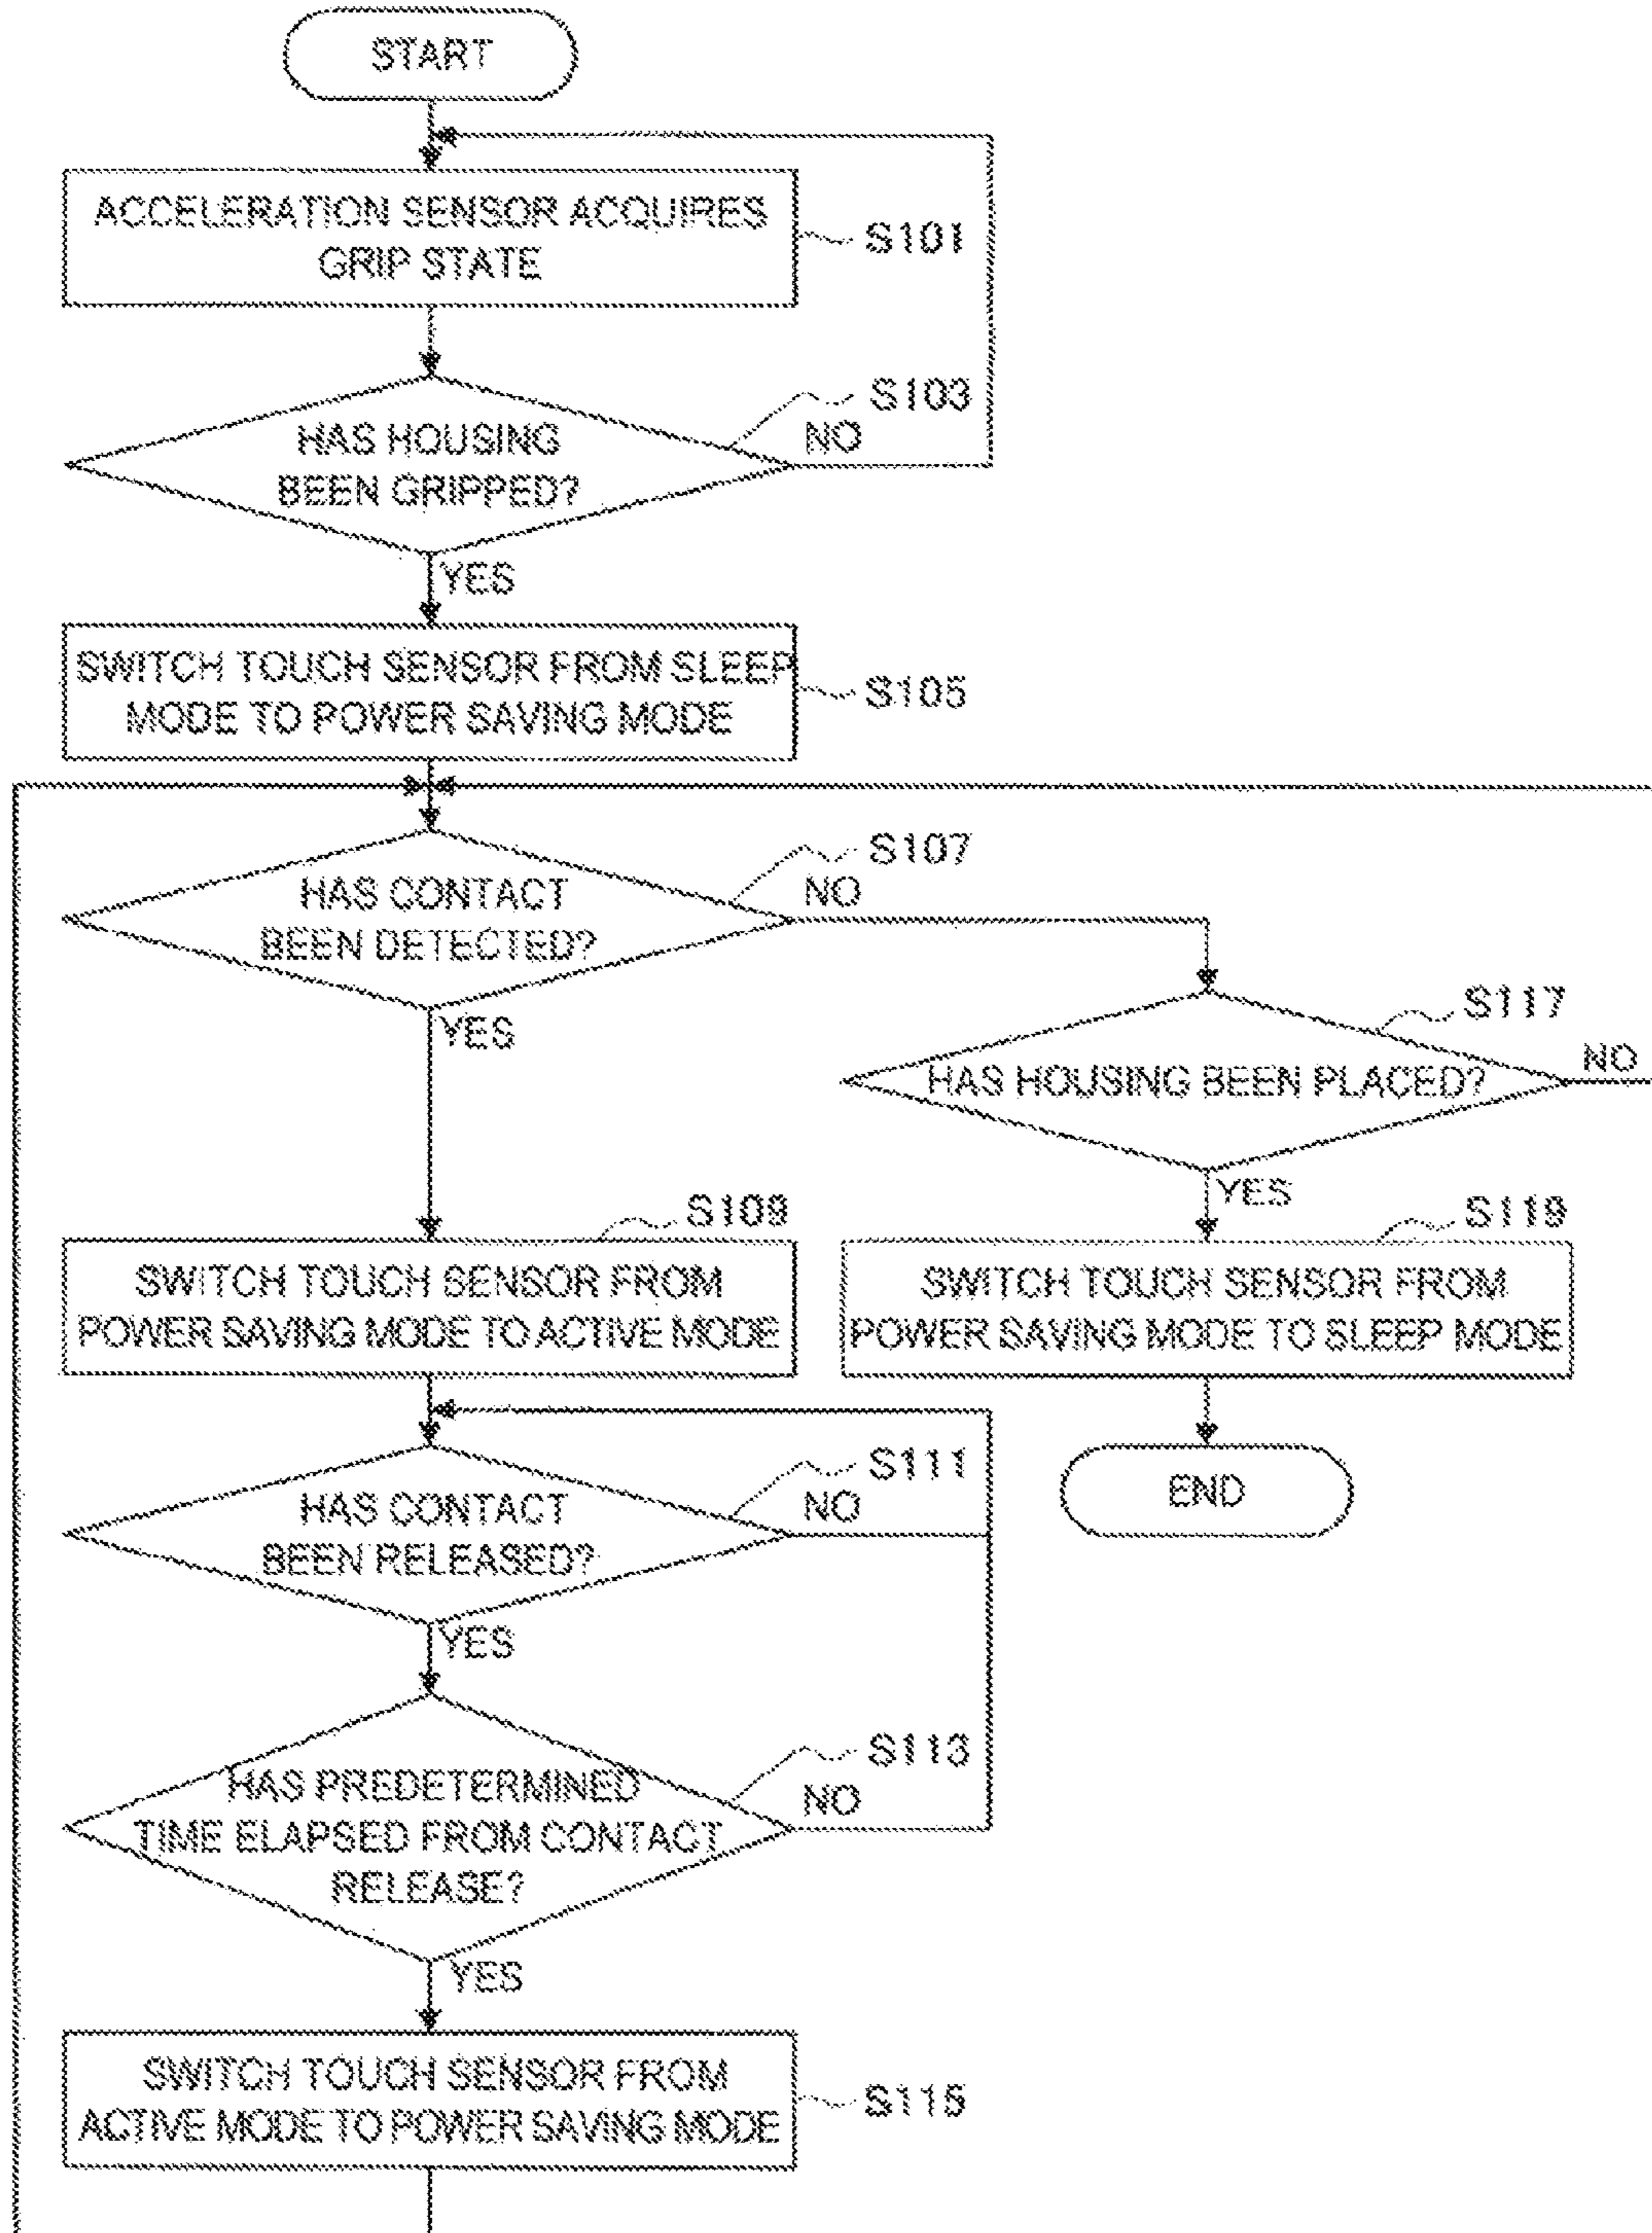 START
ACCELERATION SENSOR ACQUIRES
GRIP STATE
S101
S103
HAS HOUSING
BEEN GRIPPED?
NO
YES
SWITCH TOUCH SENSOR FROM SLEEP
MODE TO POWER SAVING MODE
S105
S107
HAS CONTACT
BEEN DETECTED?
NO
YES
S117
HAS HOUSING BEEN PLACED?
NO
YES
S109
SWITCH TOUCH SENSOR FROM
POWER SAVING MODE TO ACTIVE MODE
S119
SWITCH TOUCH SENSOR FROM
POWER SAVING MODE TO SLEEP MODE
END
S111
HAS CONTACT
BEEN RELEASED?
NO
YES
S113
HAS PREDETERMINED
TIME ELAPSED FROM CONTACT
RELEASE?
NO
YES
SWITCH TOUCH SENSOR FROM
ACTIVE MODE TO POWER SAVING MODE
S115